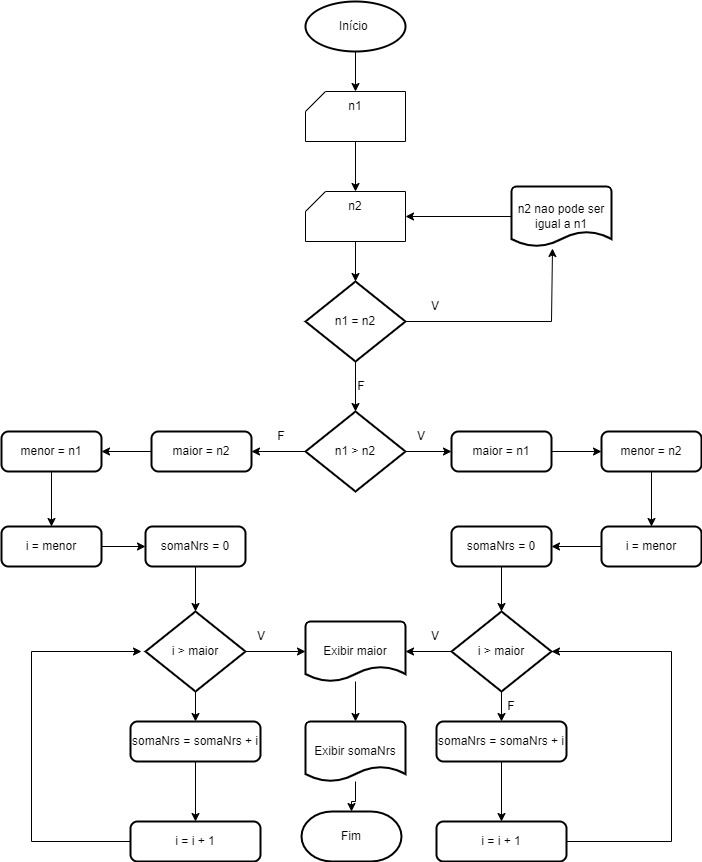 Início
n1
n2
n2 nao pode ser
igual a n1
n1 = n2
V
F
n1 > n2
F
V
menor = n1
maior = n2
maior = n1
menor = n2
i = menor
somaNrs = 0
somaNrs = 0
i = menor
i > maior
V
Exibir maior
V
i > maior
F
somaNrs = somaNrs + i
Exibir somaNrs
somaNrs = somaNrs + i
i = i + 1
Fim
i = i + 1